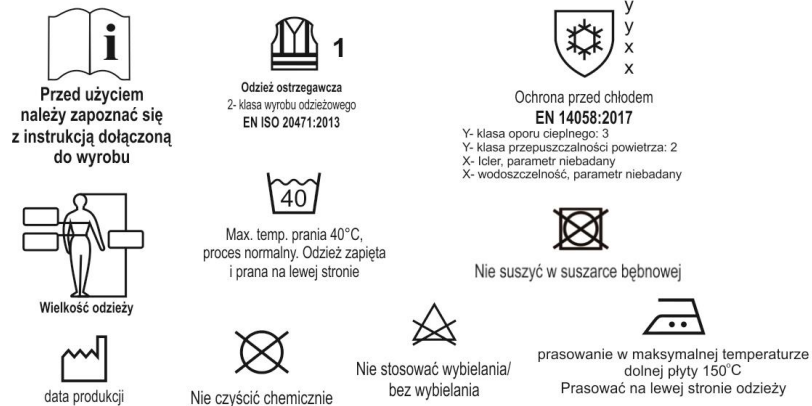 i
Przed użyciem
należy zapoznać się
z instrukcją dołączoną
do wyrobu
1
Odzież ostrzegawcza
2- klasa wyrobu odzieżowego
EN ISO 20471:2013
y
y
x
x
Ochrona przed chłodem
EN 14058:2017
Y- klasa oporu cieplnego: 3
Y- klasa przepuszczalności powietrza: 2
X- Icler, parametr niebadany
X- wodoszczelność, parametr niebadany
Wielkość odzieży
40
Max. temp. prania 40°C,
proces normalny. Odzież zapięta
i prana na lewej stronie
Nie suszyć w suszarce bębnowej
data produkcji
Nie czyścić chemicznie
Nie stosować wybielania/
bez wybielania
prasowanie w maksymalnej temperaturze
dolnej płyty 150°C
Prasować na lewej stronie odzieży